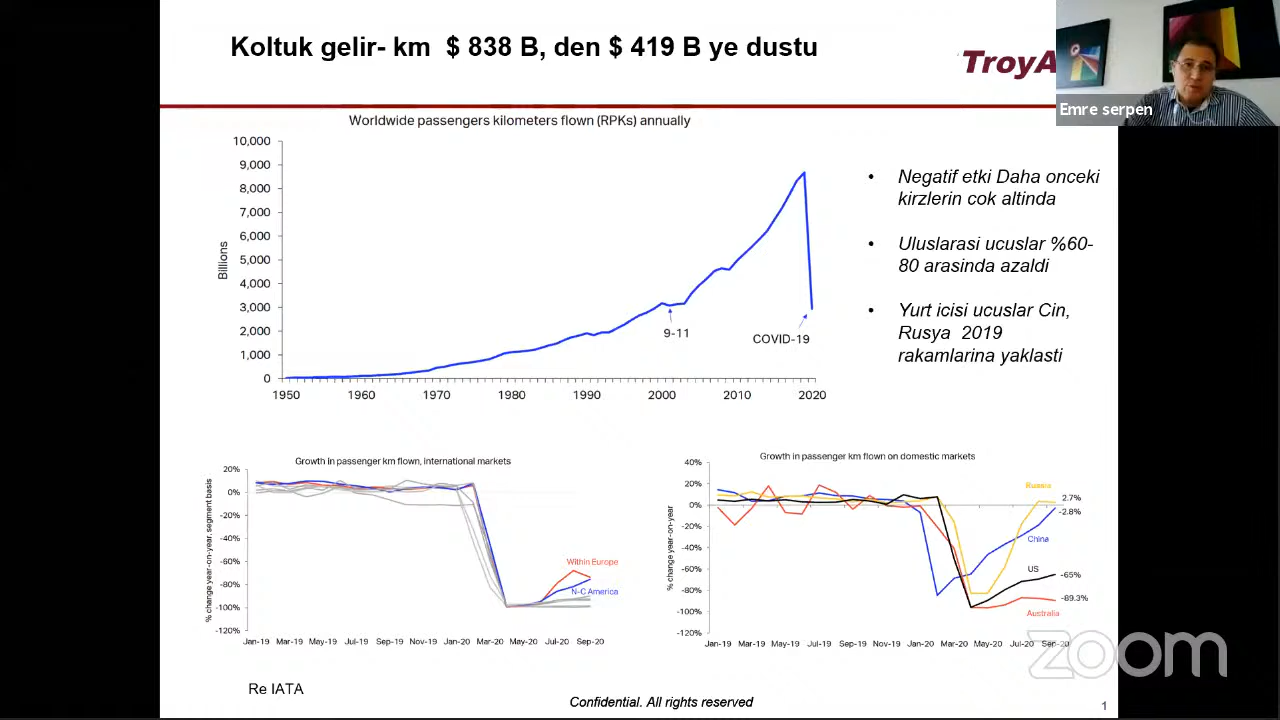 Koltuk gelir- km $ 838 B, den $ 419 B ye dustu
TroyA
Emre serpen
Worldwide passengers kilometers flown (RPKs) annually
Billions
10,000
9,000
8,000
7,000
6,000
5,000
4,000
3,000
2,000
1,000
0
9-11
COVID-19
1950 1960 1970 1980 1990 2000 2010 2020
• Negatif etki Daha onceki
kirzlerin cok altinda
• Uluslarasi ucuslar %60-
80 arasinda azaldi
• Yurt icisi ucuslar Cin,
Rusya 2019
rakamlarina yaklasti
Growth in passenger km flown, international markets
% change year-on-year, segment basis
20%
0%
-20%
-40%
-60%
-80%
-100%
-120%
Within Europe
N-C America
Jan-19 Mar-19 May-19 Jul-19 Sep-19 Nov-19 Jan-20 Mar-20 May-20 Jul-20 Sep-20
Growth in passenger km flown on domestic markets
% change year-on-year
40%
20%
0%
-20%
-40%
-60%
-80%
-100%
-120%
Russia
2.7%
-2.8%
China
US
-65%
-89.3%
Australia
Jan-19 Mar-19 May-19 Jul-19 Sep-19 Nov-19 Jan-20 Mar-20 May-20 Jul-20 Sep-20
zoom
Re IATA
Confidential. All rights reserved
1